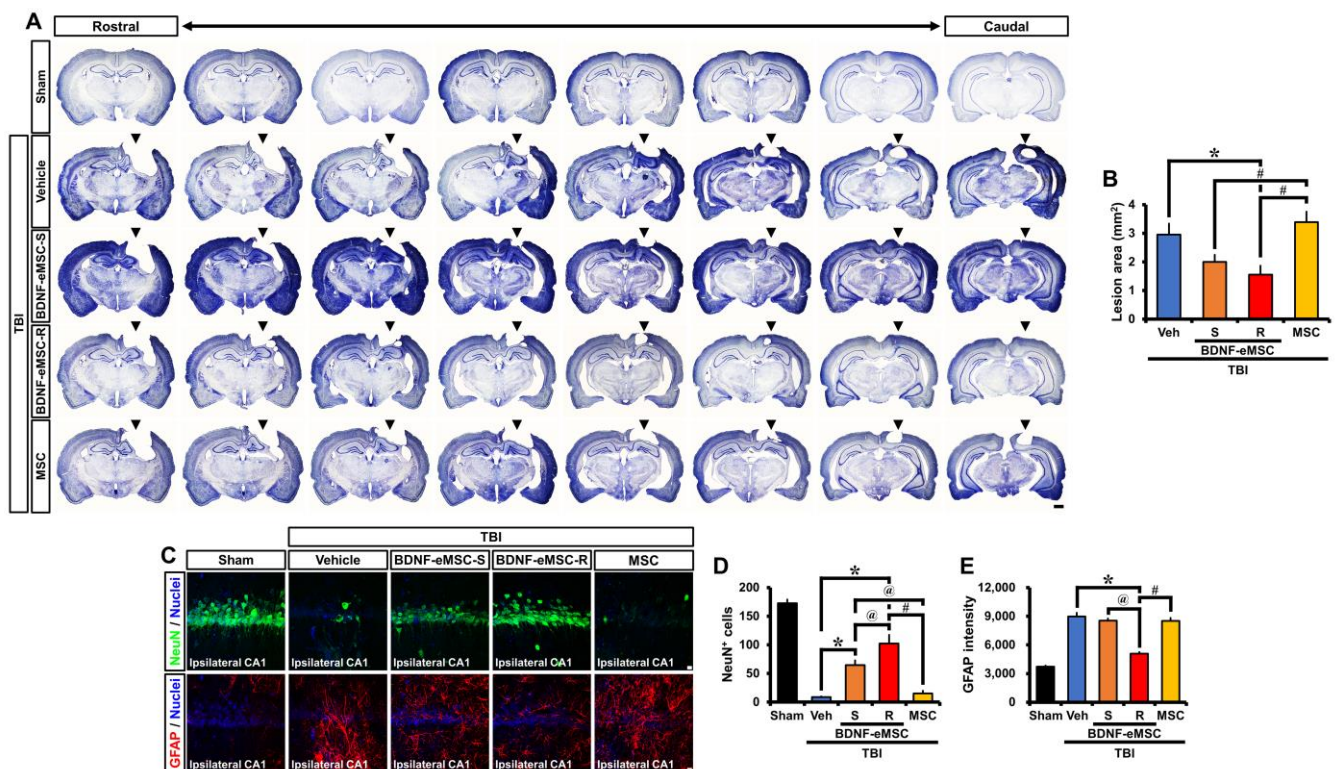 A
Rostral
Caudal
Sham
TBI
Vehicle
BDNF-eMSC-S
BDNF-eMSC-R
MSC
B
Lesion area (mm²)
4
3
2
1
0
*
#
#
Veh
S
R
MSC
BDNF-eMSC
TBI
C
TBI
Sham
Vehicle
BDNF-eMSC-S
BDNF-eMSC-R
MSC
NeuN / Nuclei
Ipsilateral CA1
Ipsilateral CA1
Ipsilateral CA1
Ipsilateral CA1
Ipsilateral CA1
GFAP / Nuclei
Ipsilateral CA1
Ipsilateral CA1
Ipsilateral CA1
Ipsilateral CA1
Ipsilateral CA1
D
NeuN⁺ cells
200
150
100
50
0
*
@
@
#
*
Sham
Veh
S
R
MSC
BDNF-eMSC
TBI
E
GFAP intensity
12,000
9,000
6,000
3,000
0
*
@
#
Sham
Veh
S
R
MSC
BDNF-eMSC
TBI